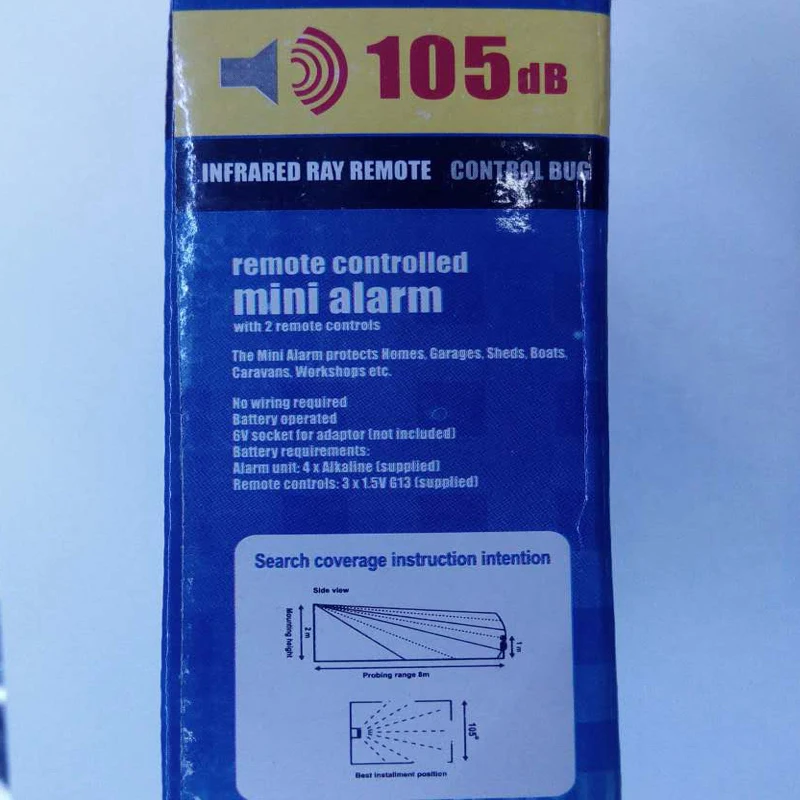 105dB
INFRARED RAY REMOTE CONTROL BUG
remote controlled
mini alarm
with 2 remote controls
The Mini Alarm protects Homes, Garages, Sheds, Boats,
Caravans, Workshops etc.
No wiring required
Battery operated
6V socket for adaptor (not included)
Battery requirements:
Alarm unit: 4 x Alkaline (supplied)
Remote controls: 3 x 1.5V G13 (supplied)
Search coverage instruction intention
Side view
Mounting height
2 m
1 m
Probing range 8m
105°
Best installment position